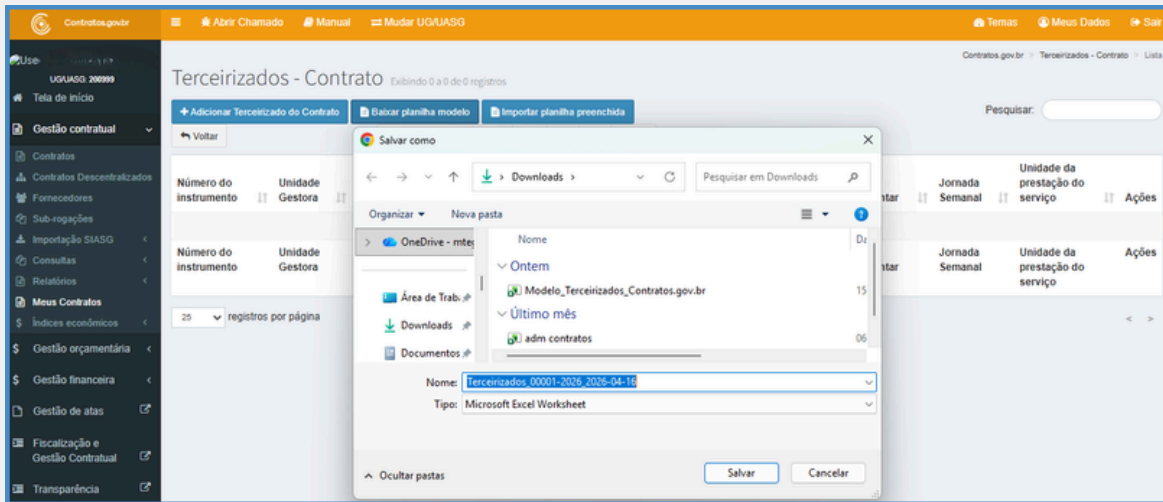 Contratos.gov.br
Abrir Chamado Manual Mudar UG/UASG Temas Meus Dados Sair
Use
UG/UASG: 200999
Tela de início
Gestão contratual
Contratos
Contratos Descentralizados
Fornecedores
Sub-rogações
Importação SIASG
Consultas
Relatórios
Meus Contratos
Índices econômicos
Gestão orçamentária
Gestão financeira
Gestão de atas
Fiscalização e
Gestão Contratual
Transparência
Contratos.gov.br > Terceirizados - Contrato > Lista
Terceirizados - Contrato Exibindo 0 a 0 de 0 registros
+ Adicionar Terceirizado do Contrato Baixar planilha modelo Importar planilha preenchida
Pesquisar:
Voltar
Número do
instrumento
Unidade
Gestora
ntar
Jornada
Semanal
Unidade da
prestação do
serviço
Ações
Número do
instrumento
Unidade
Gestora
ntar
Jornada
Semanal
Unidade da
prestação do
serviço
Ações
25 registros por página
< >
Salvar como
Downloads >
Pesquisar em Downloads
Organizar Nova pasta
OneDrive - mte
Área de Trab
Downloads
Documentos
Nome Da
Ontem
Modelo_Terceirizados_Contratos.gov.br 15
Último mês
adm contratos 06
Nome: Terceirizados_00001-2026_2026-04-16
Tipo: Microsoft Excel Worksheet
Ocultar pastas
Salvar Cancelar